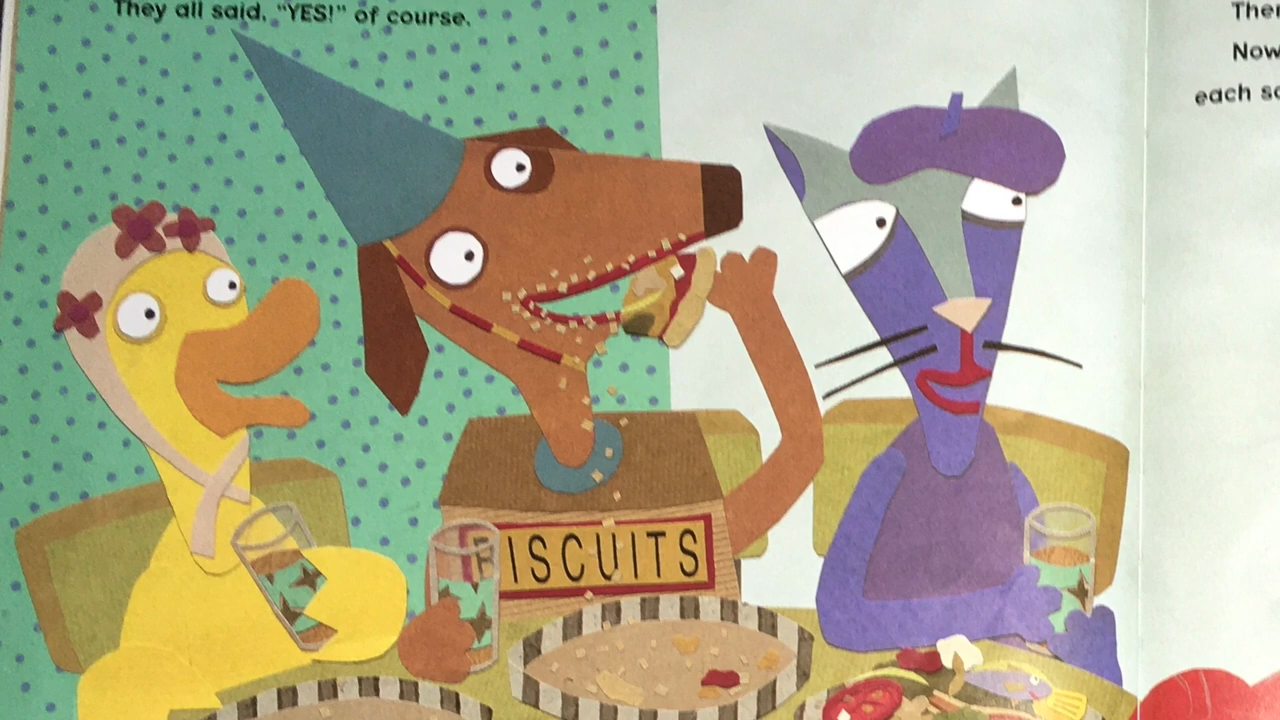 They all said, "YES!" of course.
Now
each
BISCUITS